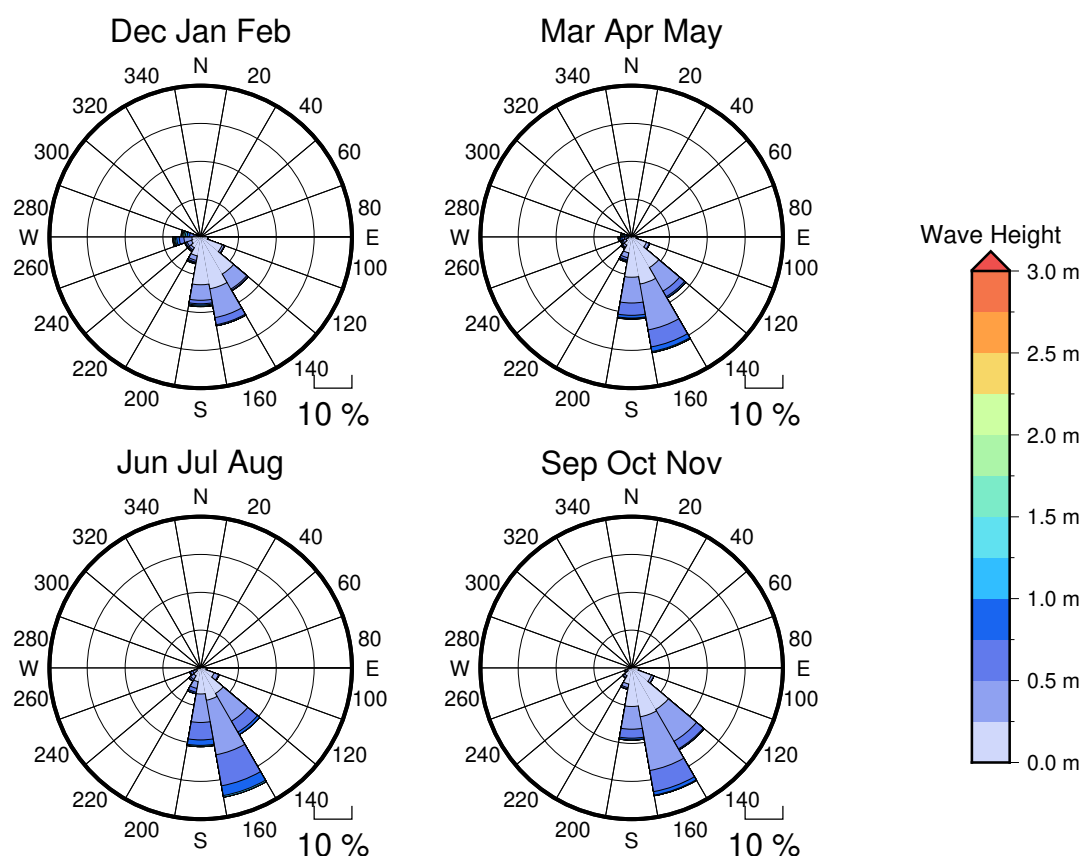 Dec Jan Feb
N
20
40
60
80
E
100
120
140
160
S
200
220
240
260
W
280
300
320
340
10 %
Mar Apr May
N
20
40
60
80
E
100
120
140
160
S
200
220
240
260
W
280
300
320
340
10 %
Jun Jul Aug
N
20
40
60
80
E
100
120
140
160
S
200
220
240
260
W
280
300
320
340
10 %
Sep Oct Nov
N
20
40
60
80
E
100
120
140
160
S
200
220
240
260
W
280
300
320
340
10 %
Wave Height
3.0 m
2.5 m
2.0 m
1.5 m
1.0 m
0.5 m
0.0 m